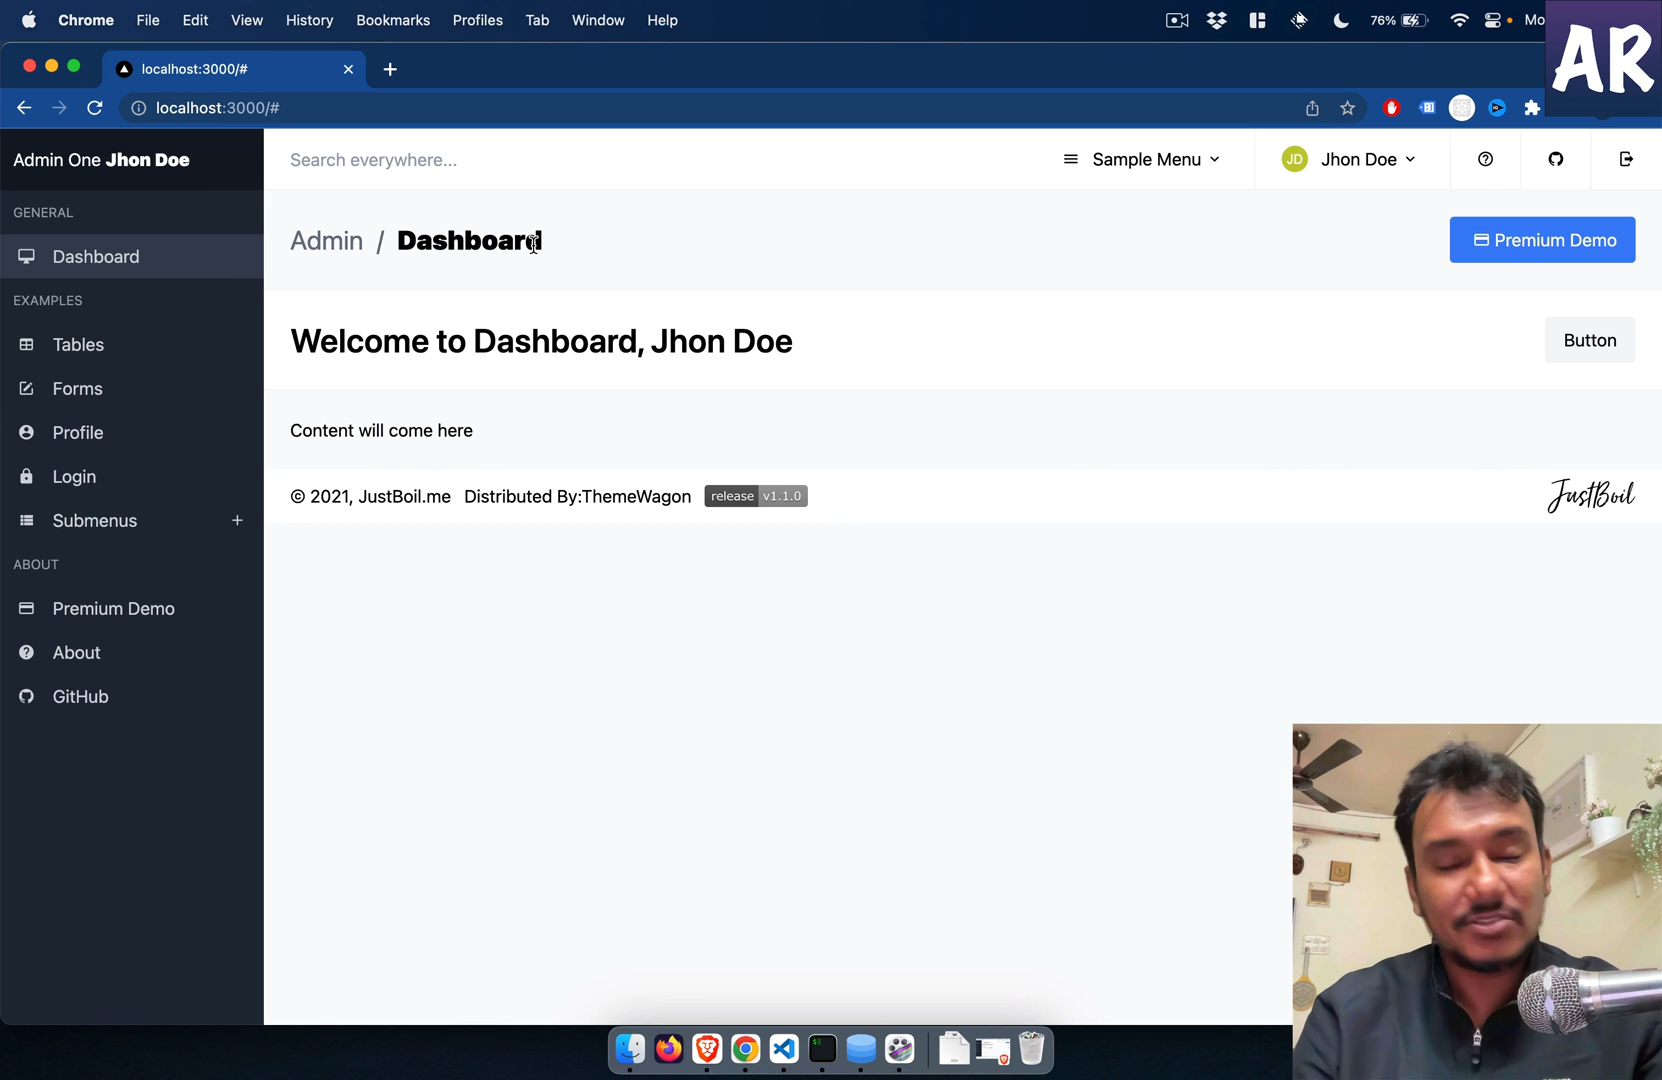 Chrome File Edit View History Bookmarks Profiles Tab Window Help 76% Mo
AR
localhost:3000/#
localhost:3000/#
Admin One Jhon Doe
Search everywhere...
Sample Menu
JD Jhon Doe
GENERAL
Dashboard
EXAMPLES
Tables
Forms
Profile
Login
Submenus +
ABOUT
Premium Demo
About
GitHub
Admin / Dashboard
Premium Demo
Welcome to Dashboard, Jhon Doe
Button
Content will come here
© 2021, JustBoil.me Distributed By:ThemeWagon release v1.1.0
JustBoil